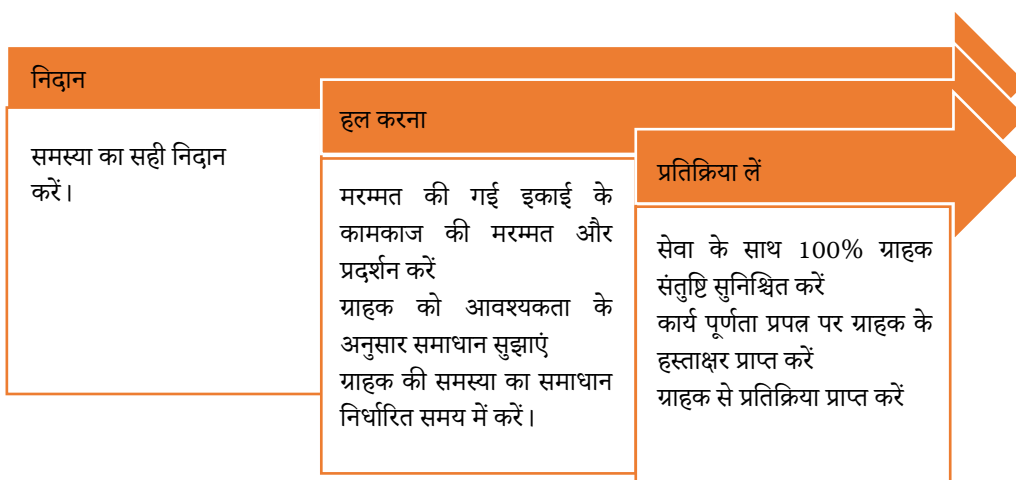 निदान
समस्या का सही निदान
करें।
हल करना
मरम्मत की गई इकाई के
कामकाज की मरम्मत और
प्रदर्शन करें
ग्राहक को आवश्यकता के
अनुसार समाधान सुझाएं
ग्राहक की समस्या का समाधान
निर्धारित समय में करें।
प्रतिक्रिया लें
सेवा के साथ 100% ग्राहक
संतुष्टि सुनिश्चित करें
कार्य पूर्णता प्रपत्र पर ग्राहक के
हस्ताक्षर प्राप्त करें
ग्राहक से प्रतिक्रिया प्राप्त करें